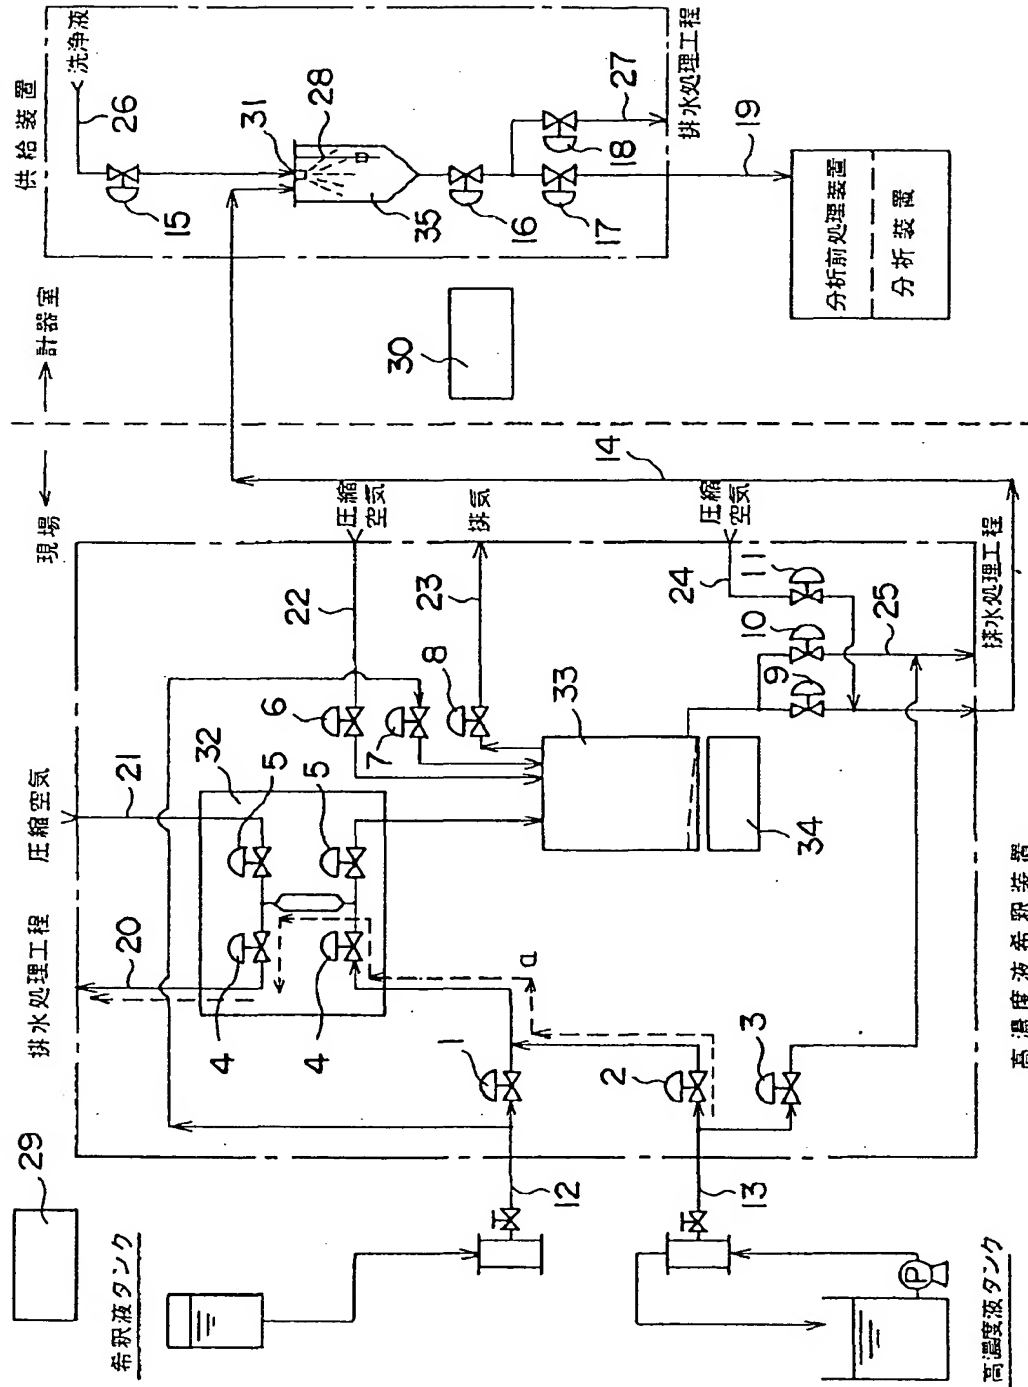 供給装置
洗浄液
26
15
31
28
35
16
17
18
27
排水処理工程
19
分析前処理装置
分析装置
30
計器室
現場
14
圧縮
空気
22
排気
23
圧縮
空気
24
11
10
9
25
排水処理工程
8
7
6
33
34
圧縮空気
21
32
5
5
排水処理工程
20
4
4
a
1
2
3
高濃度液希釈装置
29
希釈液タンク
12
13
P
高濃度液タンク